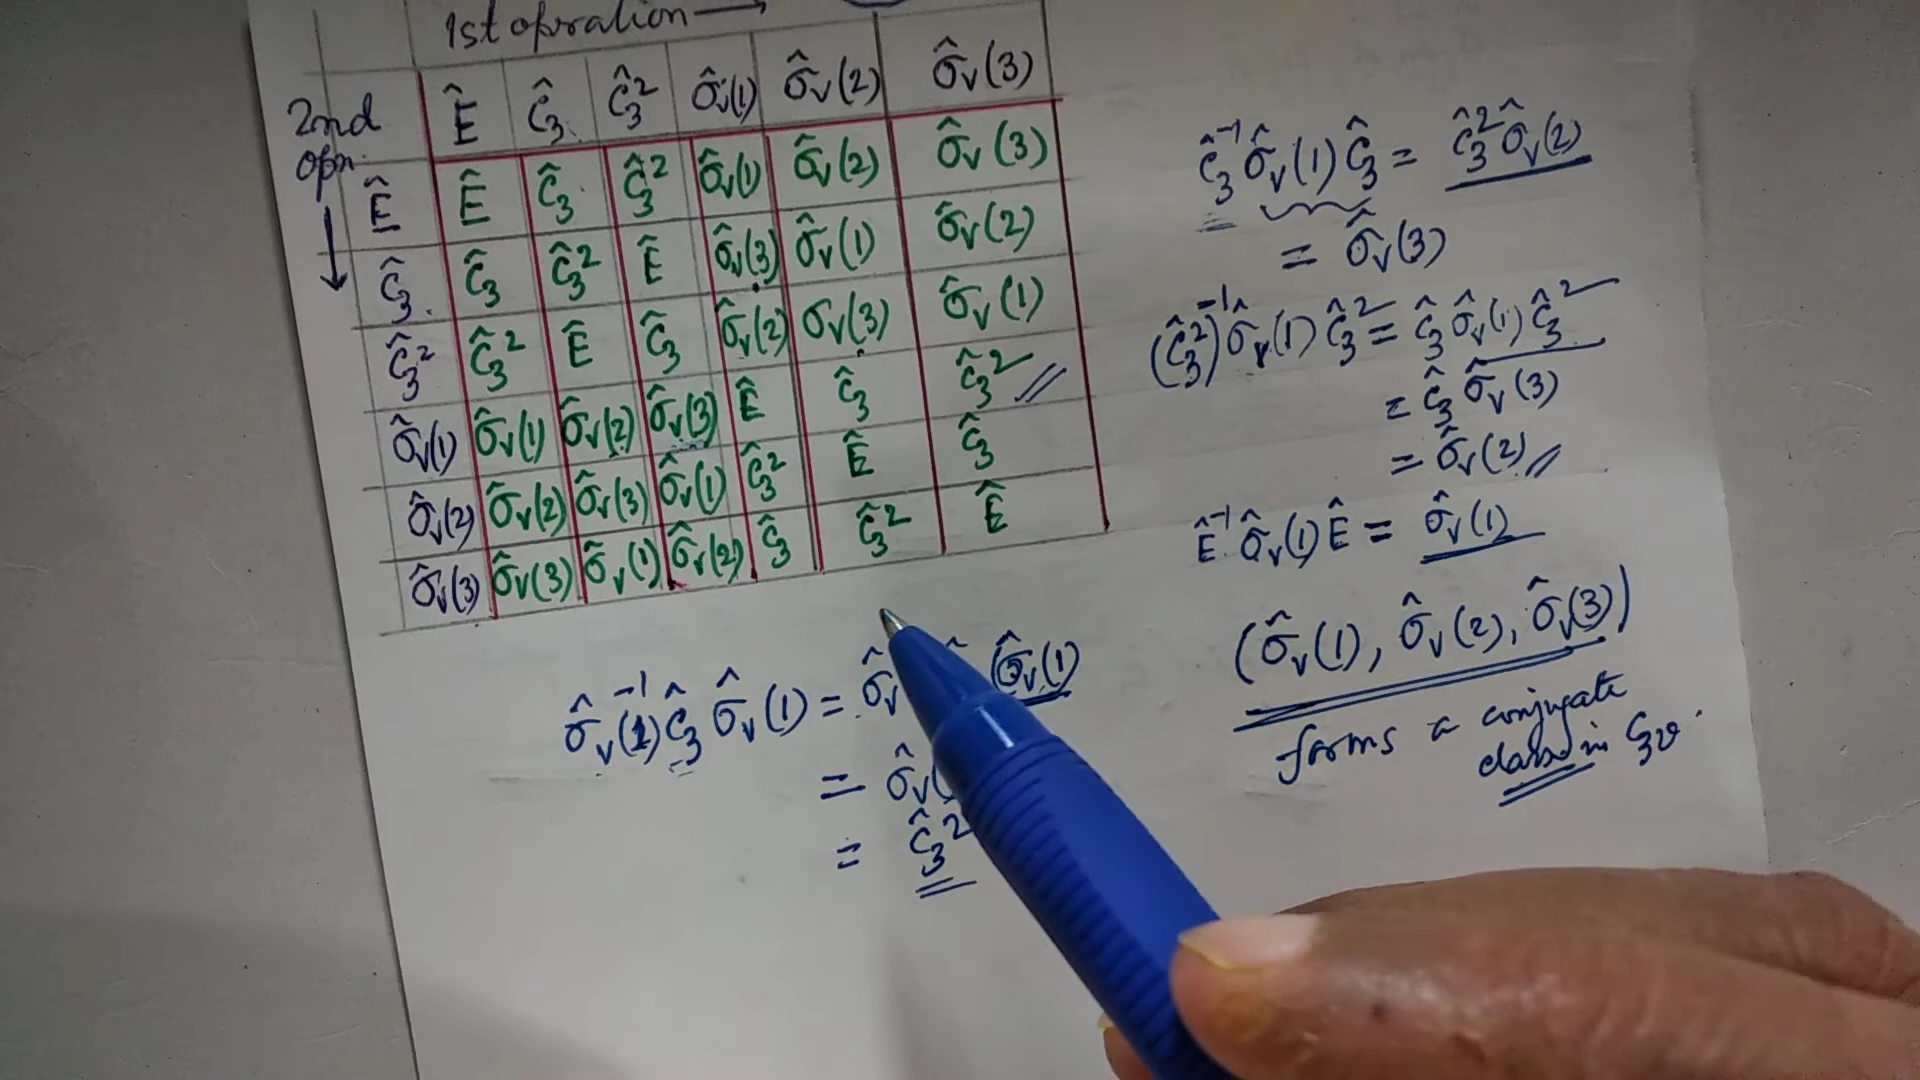 1st opration →
2nd opn. ↓
Ê Ĉ₃ Ĉ₃² σ̂ᵥ(1) σ̂ᵥ(2) σ̂ᵥ(3)
Ê Ê Ĉ₃ Ĉ₃² σ̂ᵥ(1) σ̂ᵥ(2) σ̂ᵥ(3)
Ĉ₃ Ĉ₃ Ĉ₃² Ê σ̂ᵥ(3) σ̂ᵥ(1) σ̂ᵥ(2)
Ĉ₃² Ĉ₃² Ê Ĉ₃ σ̂ᵥ(2) σᵥ(3) σ̂ᵥ(1)
σ̂ᵥ(1) σ̂ᵥ(1) σ̂ᵥ(2) σ̂ᵥ(3) Ê Ĉ₃ Ĉ₃²
σ̂ᵥ(2) σ̂ᵥ(2) σ̂ᵥ(3) σ̂ᵥ(1) Ĉ₃² Ê Ĉ₃
σ̂ᵥ(3) σ̂ᵥ(3) σ̂ᵥ(1) σ̂ᵥ(2) Ĉ₃ Ĉ₃² Ê
Ĉ₃⁻¹ σ̂ᵥ(1) Ĉ₃ = Ĉ₃² σ̂ᵥ(2)
= σ̂ᵥ(3)
(Ĉ₃²)⁻¹ σ̂ᵥ(1) Ĉ₃² = Ĉ₃ σ̂ᵥ(1) Ĉ₃²
= Ĉ₃ σ̂ᵥ(3)
= σ̂ᵥ(2)
Ê⁻¹ σ̂ᵥ(1) Ê = σ̂ᵥ(1)
(σ̂ᵥ(1), σ̂ᵥ(2), σ̂ᵥ(3))
forms a conjugate
class in C₃ᵥ.
σ̂ᵥ⁻¹(1) Ĉ₃ σ̂ᵥ(1) = σ̂ᵥ σ̂ᵥ(1)
= σ̂ᵥ(
= Ĉ₃²